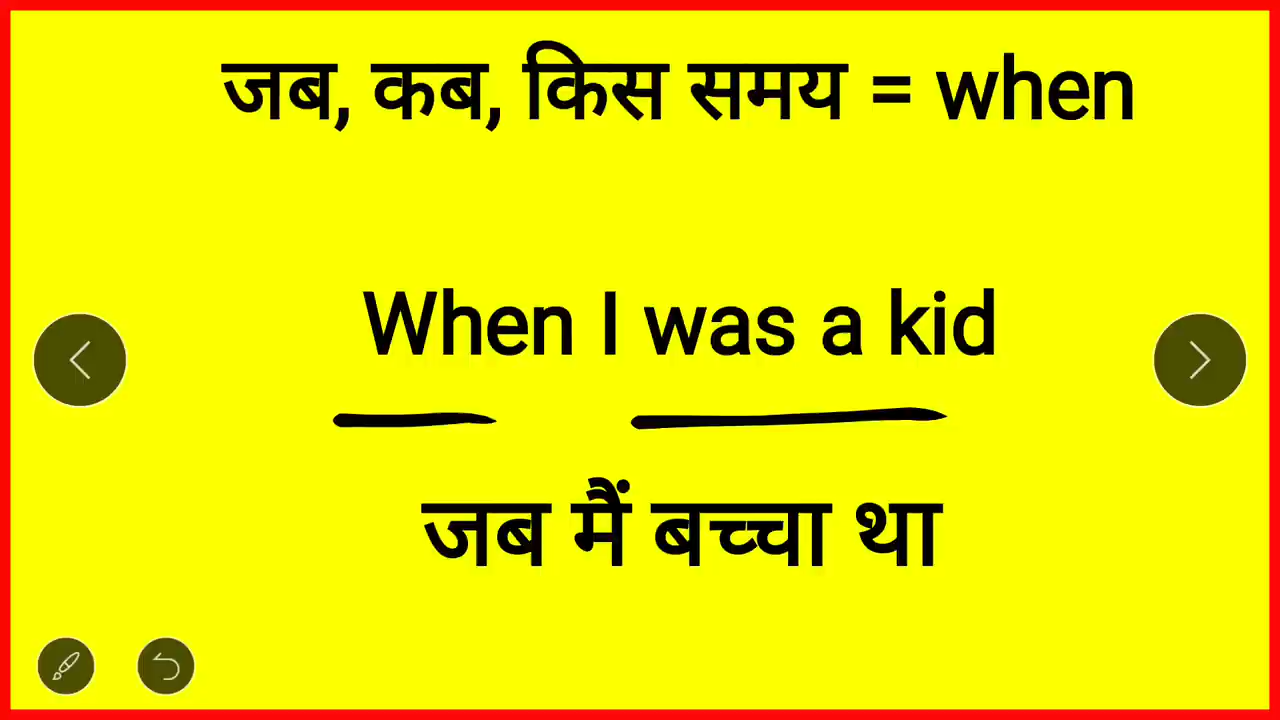 जब, कब, किस समय = when
When I was a kid
जब मैं बच्चा था